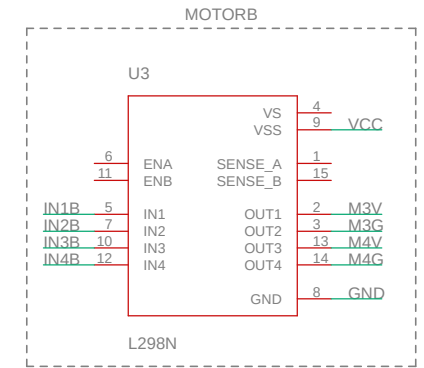 MOTORB
U3
VS 4
VSS 9 VCC
6 ENA SENSE_A 1
11 ENB SENSE_B 15
IN1B 5 IN1 OUT1 2 M3V
IN2B 7 IN2 OUT2 3 M3G
IN3B 10 IN3 OUT3 13 M4V
IN4B 12 IN4 OUT4 14 M4G
GND 8 GND
L298N